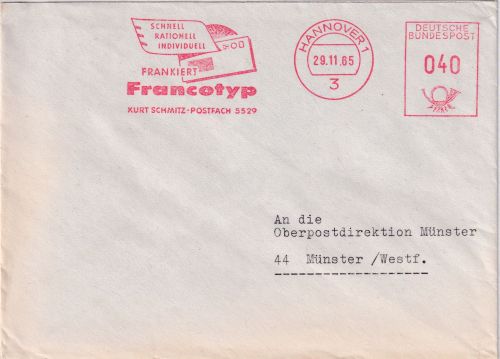 SCHNELL
RATIONELL
INDIVIDUELL
FRANKIERT
Francotyp
KURT SCHMITZ-POSTFACH 5529
HANNOVER 1
29.11.65
3
DEUTSCHE
BUNDESPOST
040
An die
Oberpostdirektion Münster
44 Münster /Westf.